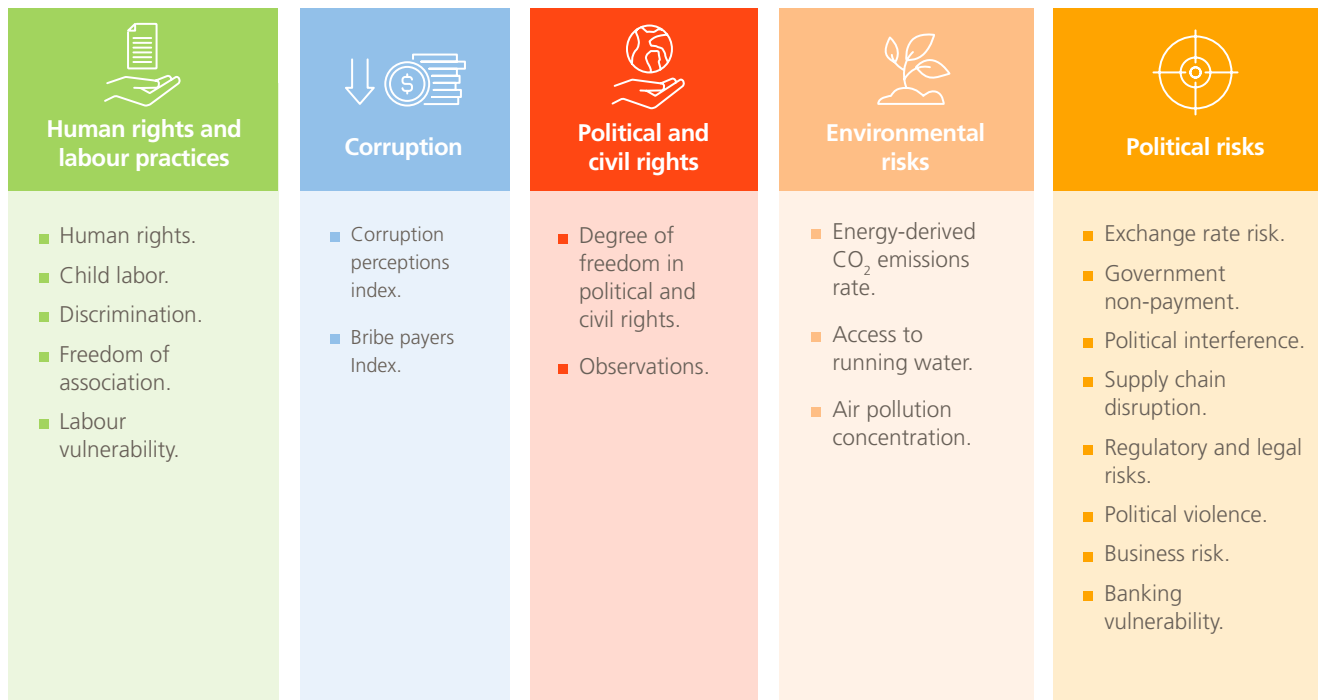 Human rights and
labour practices
Human rights.
Child labor.
Discrimination.
Freedom of
association.
Labour
vulnerability.
$
Corruption
Corruption
perceptions
index.
Bribe payers
Index.
Political and
civil rights
Degree of
freedom in
political and
civil rights.
Observations.
Environmental
risks
Energy-derived
CO₂ emissions
rate.
Access to
running water.
Air pollution
concentration.
Political risks
Exchange rate risk.
Government
non-payment.
Political interference.
Supply chain
disruption.
Regulatory and legal
risks.
Political violence.
Business risk.
Banking
vulnerability.